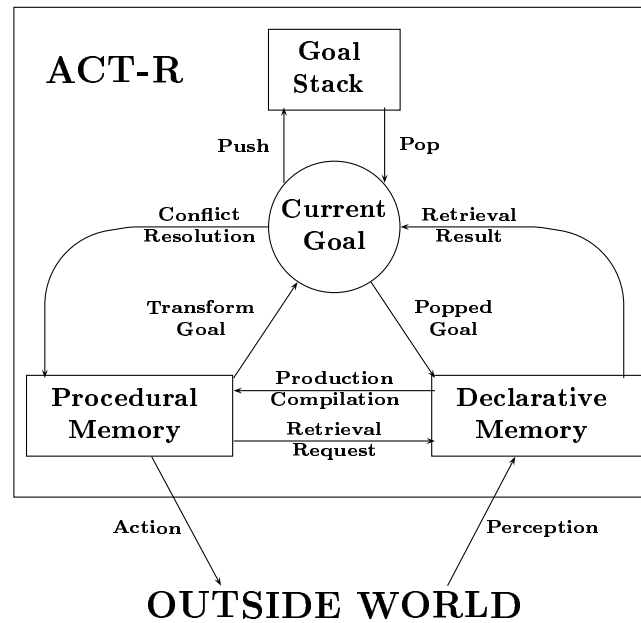 ACT-R
Goal
Stack
Push
Pop
Current
Goal
Conflict
Resolution
Retrieval
Result
Transform
Goal
Popped
Goal
Procedural
Memory
Production
Compilation
Retrieval
Request
Declarative
Memory
Action
Perception
OUTSIDE WORLD